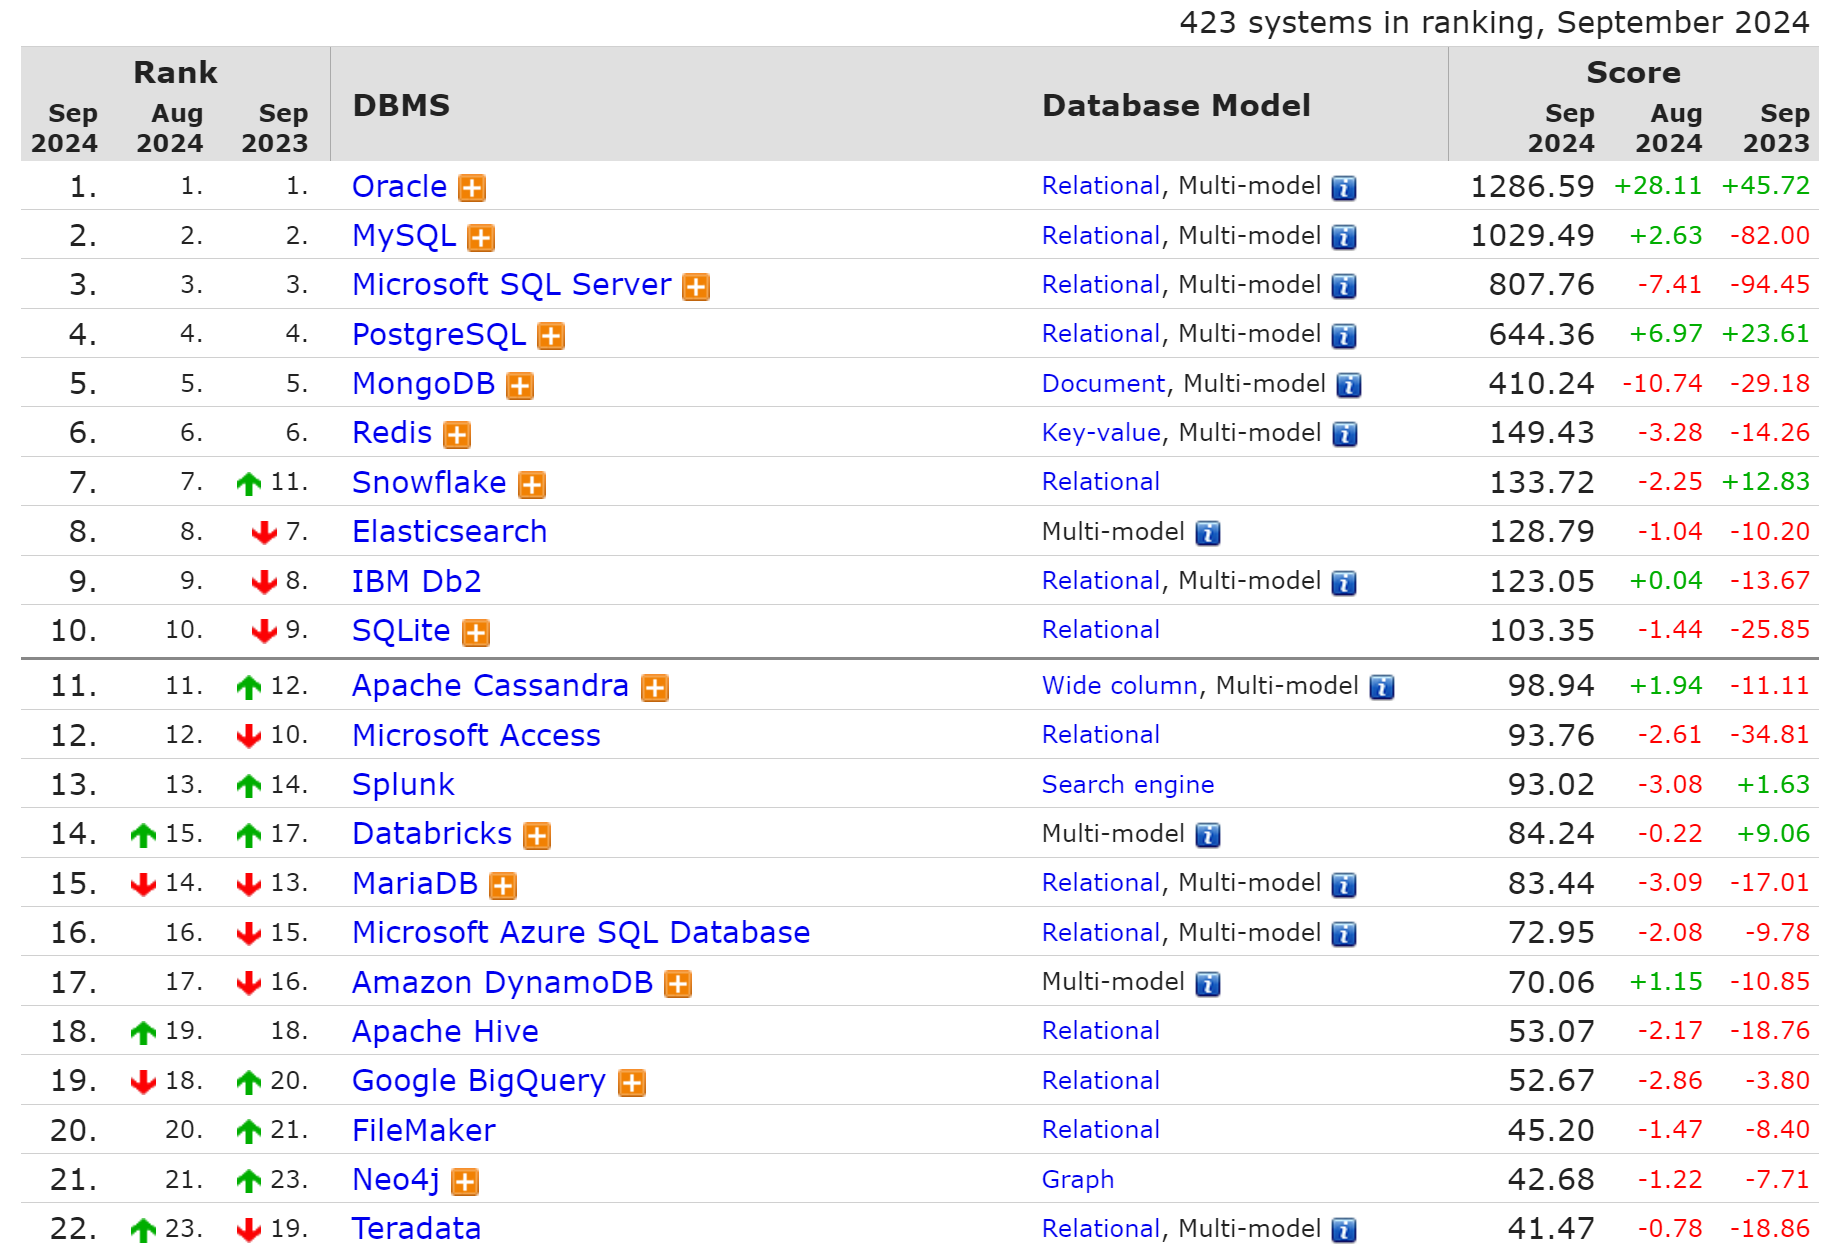 423 systems in ranking, September 2024
Rank
Score
Sep 2024 Aug 2024 Sep 2023 DBMS Database Model Sep 2024 Aug 2024 Sep 2023
1. 1. 1. Oracle Relational, Multi-model 1286.59 +28.11 +45.72
2. 2. 2. MySQL Relational, Multi-model 1029.49 +2.63 -82.00
3. 3. 3. Microsoft SQL Server Relational, Multi-model 807.76 -7.41 -94.45
4. 4. 4. PostgreSQL Relational, Multi-model 644.36 +6.97 +23.61
5. 5. 5. MongoDB Document, Multi-model 410.24 -10.74 -29.18
6. 6. 6. Redis Key-value, Multi-model 149.43 -3.28 -14.26
7. 7. 11. Snowflake Relational 133.72 -2.25 +12.83
8. 8. 7. Elasticsearch Multi-model 128.79 -1.04 -10.20
9. 9. 8. IBM Db2 Relational, Multi-model 123.05 +0.04 -13.67
10. 10. 9. SQLite Relational 103.35 -1.44 -25.85
11. 11. 12. Apache Cassandra Wide column, Multi-model 98.94 +1.94 -11.11
12. 12. 10. Microsoft Access Relational 93.76 -2.61 -34.81
13. 13. 14. Splunk Search engine 93.02 -3.08 +1.63
14. 15. 17. Databricks Multi-model 84.24 -0.22 +9.06
15. 14. 13. MariaDB Relational, Multi-model 83.44 -3.09 -17.01
16. 16. 15. Microsoft Azure SQL Database Relational, Multi-model 72.95 -2.08 -9.78
17. 17. 16. Amazon DynamoDB Multi-model 70.06 +1.15 -10.85
18. 19. 18. Apache Hive Relational 53.07 -2.17 -18.76
19. 18. 20. Google BigQuery Relational 52.67 -2.86 -3.80
20. 20. 21. FileMaker Relational 45.20 -1.47 -8.40
21. 21. 23. Neo4j Graph 42.68 -1.22 -7.71
22. 23. 19. Teradata Relational, Multi-model 41.47 -0.78 -18.86